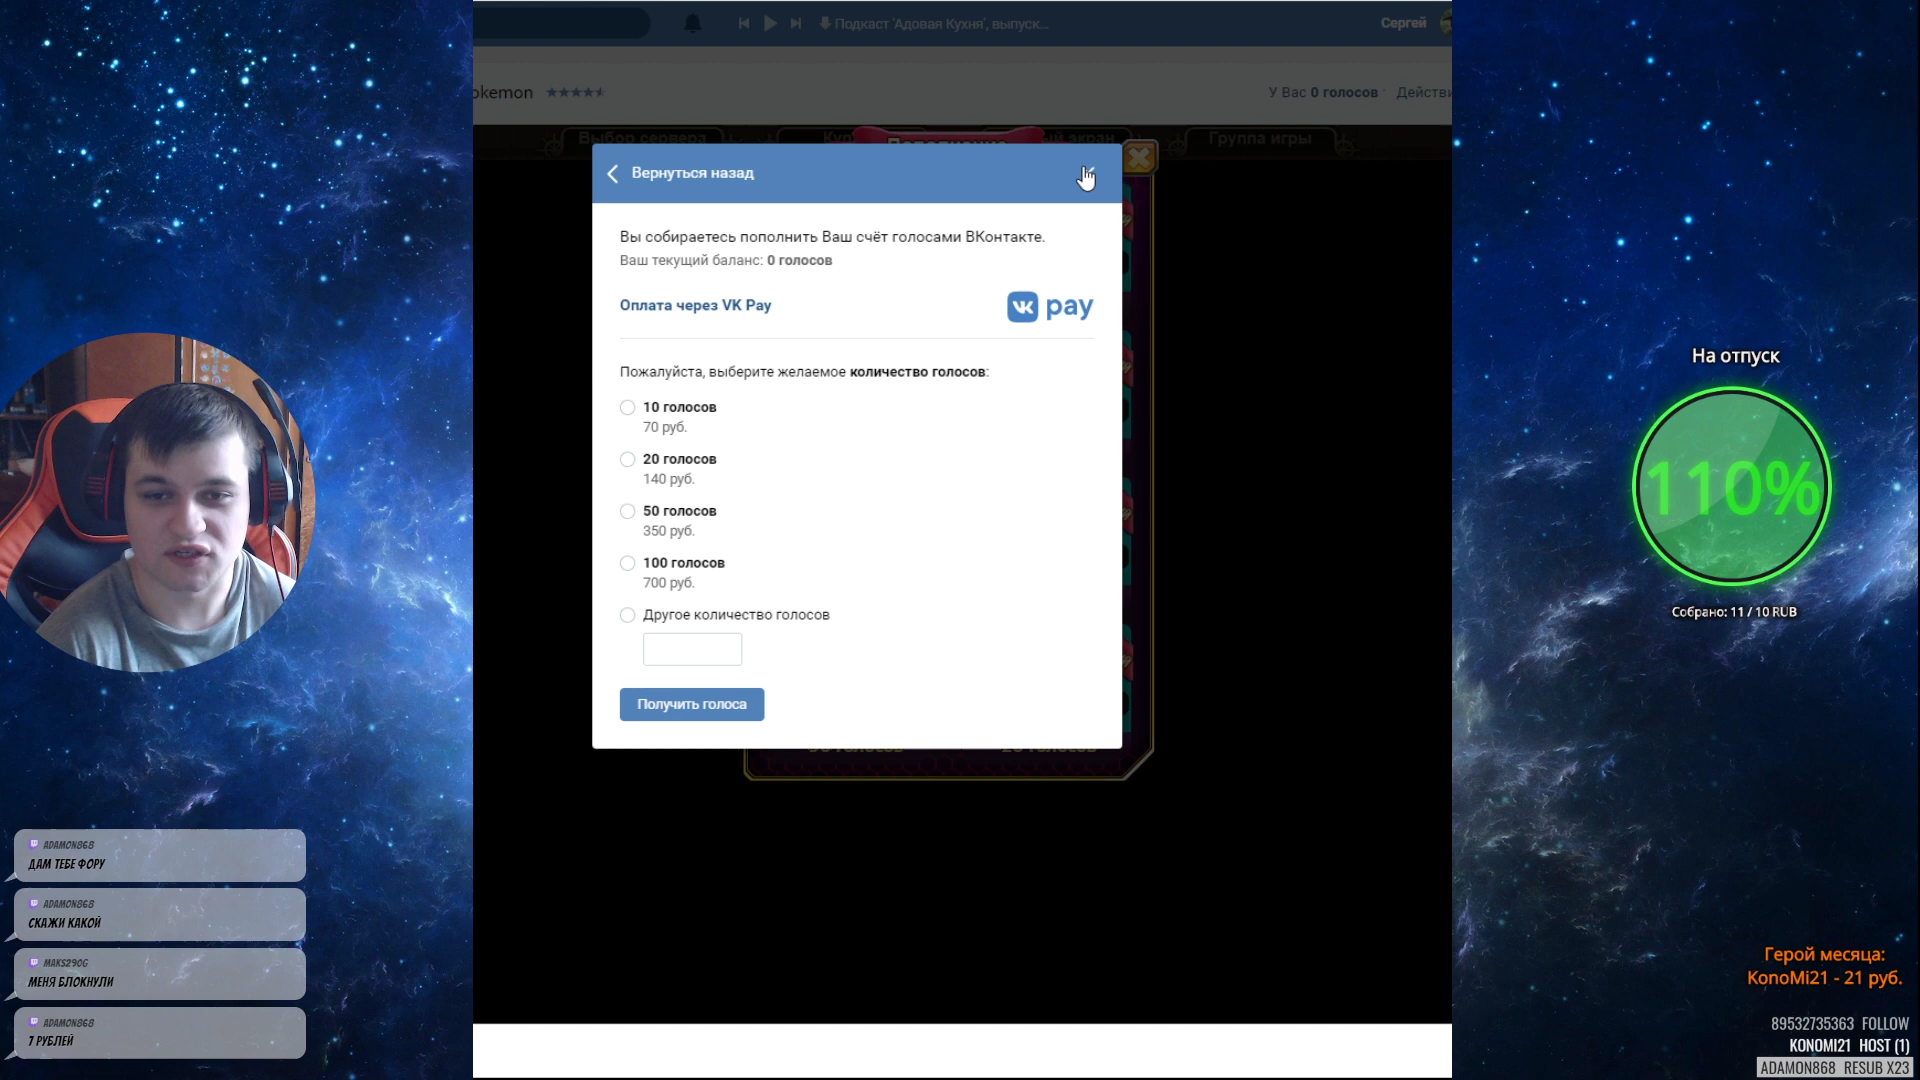 Подкаст 'Адовая Кухня', выпуск...
Сергей
okemon
У Вас 0 голосов
Действи
Выбор сервера
Группа игры
Вернуться назад
Вы собираетесь пополнить Ваш счёт голосами ВКонтакте.
Ваш текущий баланс: 0 голосов
Оплата через VK Pay
VK pay
Пожалуйста, выберите желаемое количество голосов:
10 голосов
70 руб.
20 голосов
140 руб.
50 голосов
350 руб.
100 голосов
700 руб.
Другое количество голосов
Получить голоса
На отпуск
110%
Собрано: 11 / 10 RUB
ADAMON868
ДАМ ТЕБЕ ФОРУ
ADAMON868
СКАЖИ КАКОЙ
MAKS290G
МЕНЯ БЛОКНУЛИ
ADAMON868
7 РУБЛЕЙ
Герой месяца:
KonoMi21 - 21 руб.
89532735363 FOLLOW
KONOMI21 HOST (1)
ADAMON868 RESUB X23